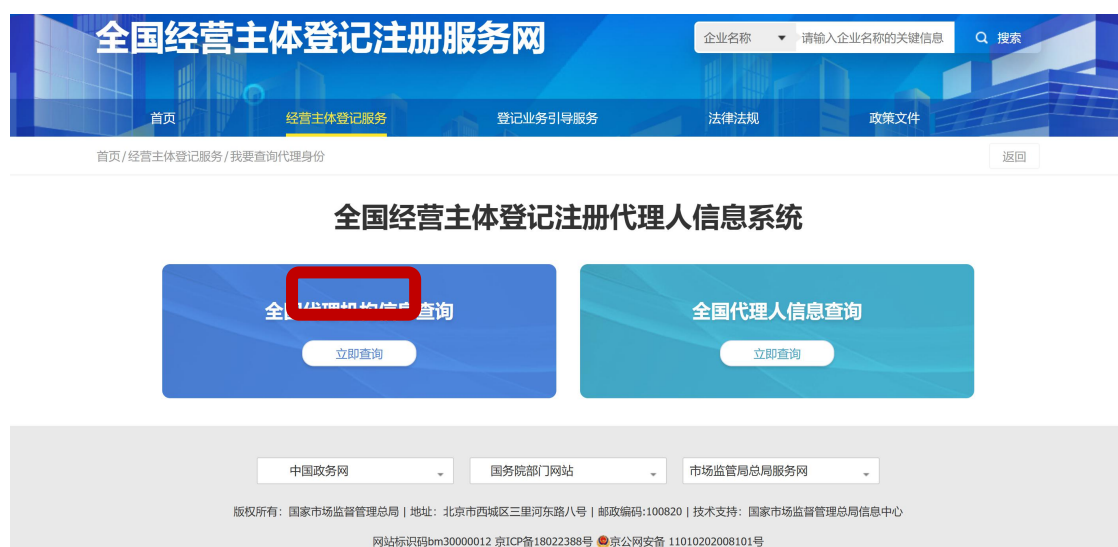 全国经营主体登记注册服务网
企业名称 请输入企业名称的关键信息 搜索
首页 经营主体登记服务 登记业务引导服务 法律法规 政策文件
首页/经营主体登记服务/我要查询代理身份 返回
全国经营主体登记注册代理人信息系统
全国代理机构信息查询
立即查询
全国代理人信息查询
立即查询
中国政务网 国务院部门网站 市场监管总局服务网
版权所有：国家市场监督管理总局 | 地址：北京市西城区三里河东路八号 | 邮政编码:100820 | 技术支持：国家市场监督管理总局信息中心
网站标识码bm30000012 京ICP备18022388号 京公网安备 11010202008101号